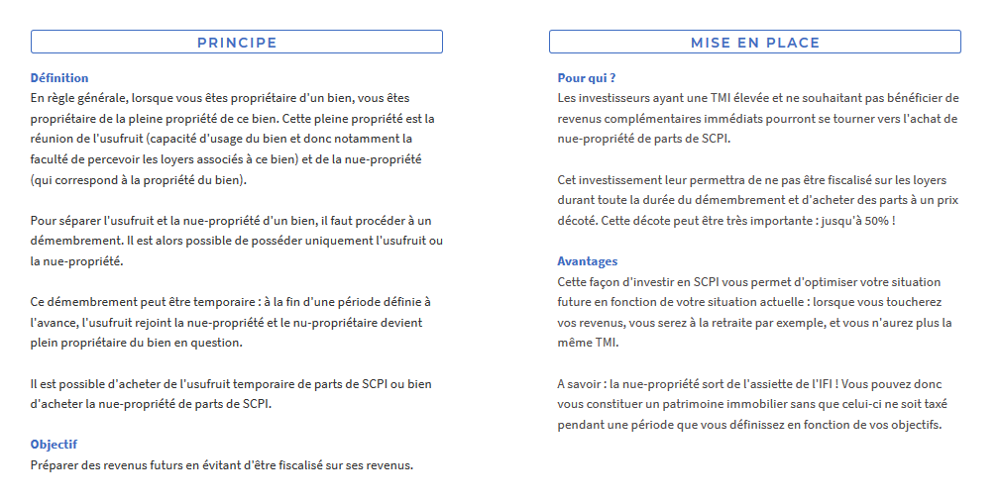 PRINCIPE
Définition
En règle générale, lorsque vous êtes propriétaire d'un bien, vous êtes
propriétaire de la pleine propriété de ce bien. Cette pleine propriété est la
réunion de l'usufruit (capacité d'usage du bien et donc notamment la
faculté de percevoir les loyers associés à ce bien) et de la nue-propriété
(qui correspond à la propriété du bien).
Pour séparer l'usufruit et la nue-propriété d'un bien, il faut procéder à un
démembrement. Il est alors possible de posséder uniquement l'usufruit ou
la nue-propriété.
Ce démembrement peut être temporaire : à la fin d'une période définie à
l'avance, l'usufruit rejoint la nue-propriété et le nu-propriétaire devient
plein propriétaire du bien en question.
Il est possible d'acheter de l'usufruit temporaire de parts de SCPI ou bien
d'acheter la nue-propriété de parts de SCPI.
Objectif
Préparer des revenus futurs en évitant d'être fiscalisé sur ses revenus.
MISE EN PLACE
Pour qui ?
Les investisseurs ayant une TMI élevée et ne souhaitant pas bénéficier de
revenus complémentaires immédiats pourront se tourner vers l'achat de
nue-propriété de parts de SCPI.
Cet investissement leur permettra de ne pas être fiscalisé sur les loyers
durant toute la durée du démembrement et d'acheter des parts à un prix
décoté. Cette décote peut être très importante : jusqu'à 50% !
Avantages
Cette façon d'investir en SCPI vous permet d'optimiser votre situation
future en fonction de votre situation actuelle : lorsque vous toucherez
vos revenus, vous serez à la retraite par exemple, et vous n'aurez plus la
même TMI.
A savoir : la nue-propriété sort de l'assiette de l'IFI ! Vous pouvez donc
vous constituer un patrimoine immobilier sans que celui-ci ne soit taxé
pendant une période que vous définissez en fonction de vos objectifs.